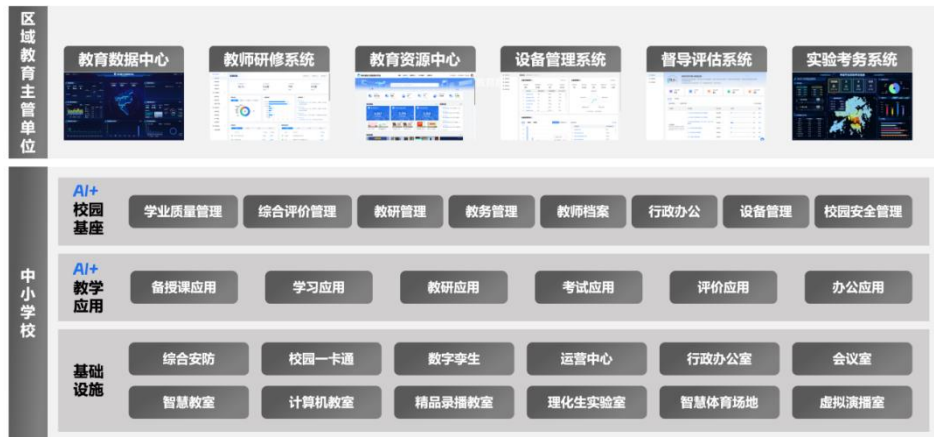 区域教育主管单位
教育数据中心
教师研修系统
教育资源中心
设备管理系统
督导评估系统
实验考务系统
中小学校
AI+
校园
基座
学业质量管理
综合评价管理
教研管理
教务管理
教师档案
行政办公
设备管理
校园安全管理
AI+
教学
应用
备授课应用
学习应用
教研应用
考试应用
评价应用
办公应用
基础
设施
综合安防
校园一卡通
数字孪生
运营中心
行政办公室
会议室
智慧教室
计算机教室
精品录播教室
理化生实验室
智慧体育场地
虚拟演播室